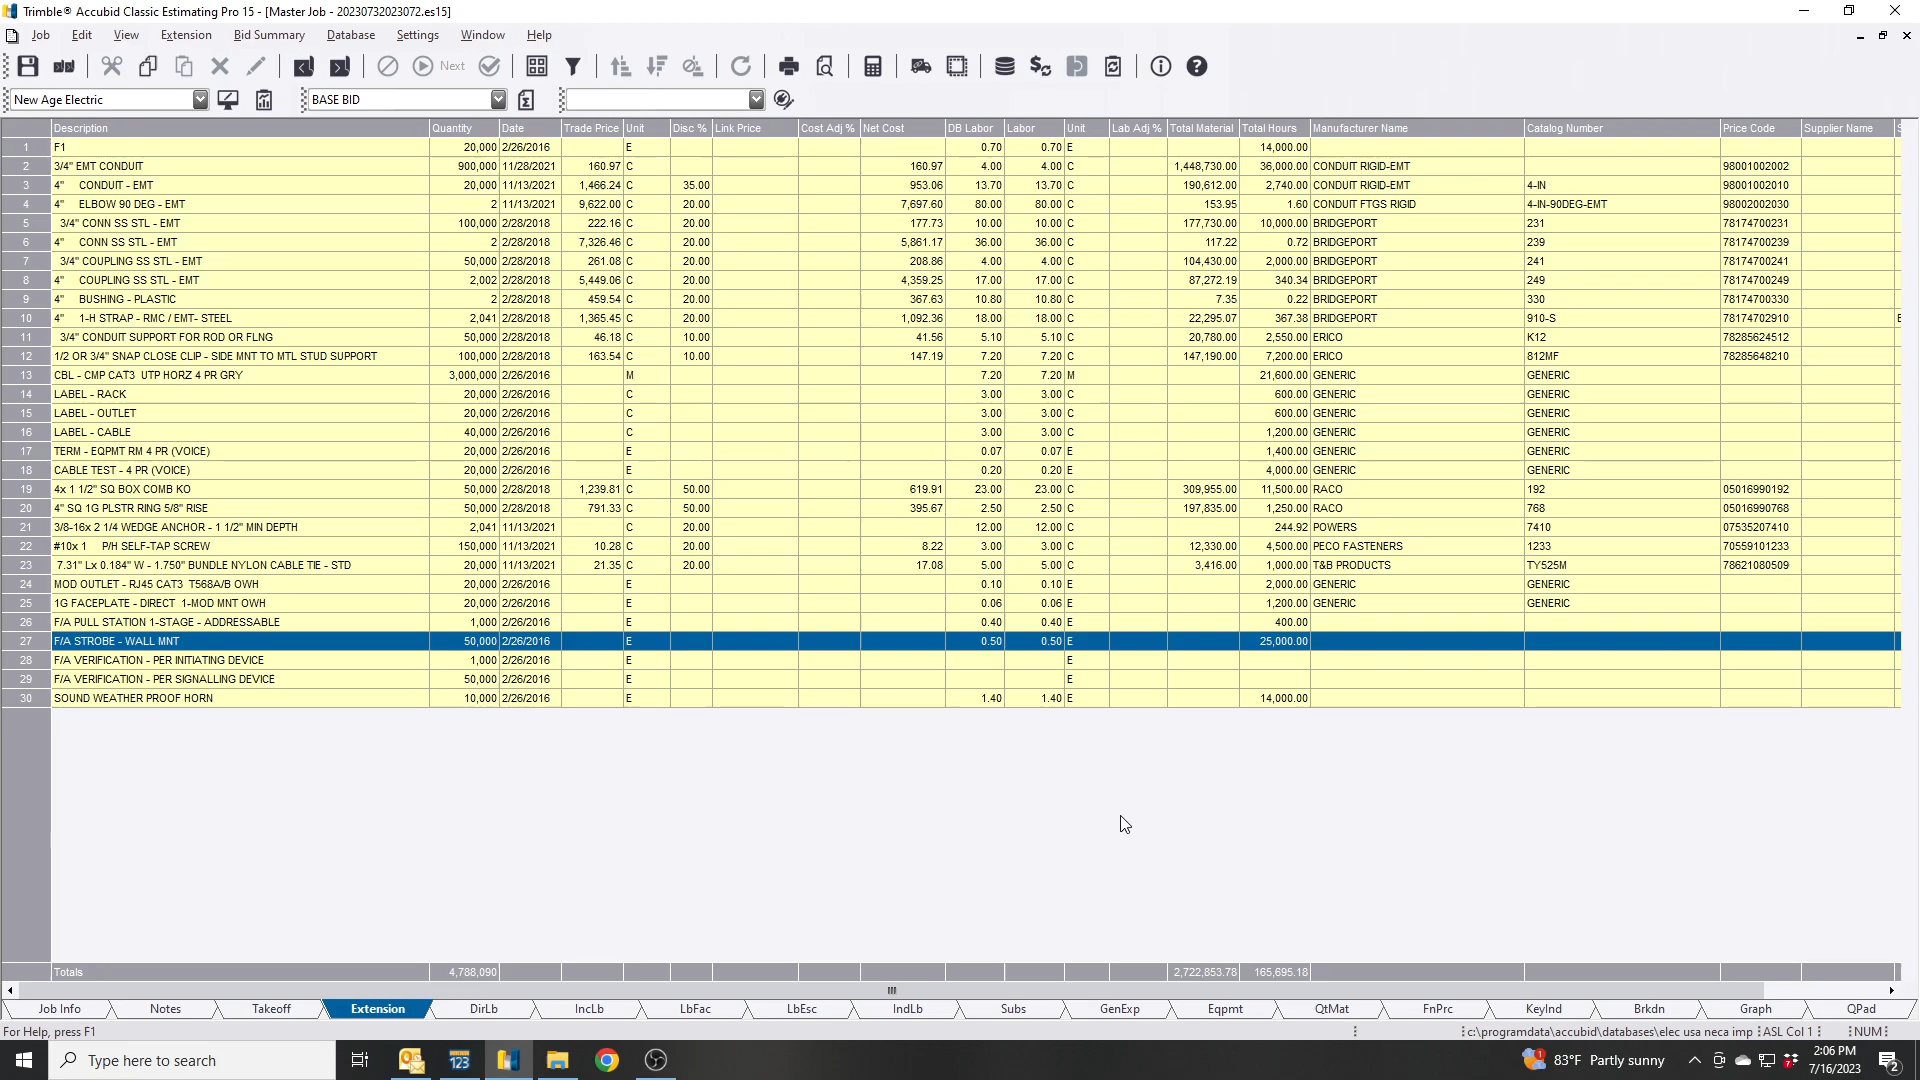 Trimble® Accubid Classic Estimating Pro 15 - [Master Job - 20230732023072.es15]
Job Edit View Extension Bid Summary Database Settings Window Help
Next
New Age Electric BASE BID
Description Quantity Date Trade Price Unit Disc % Link Price Cost Adj % Net Cost DB Labor Labor Unit Lab Adj % Total Material Total Hours Manufacturer Name Catalog Number Price Code Supplier Name S
1 F1 20,000 2/26/2016 E 0.70 0.70 E 14,000.00
2 3/4" EMT CONDUIT 900,000 11/28/2021 160.97 C 160.97 4.00 4.00 C 1,448,730.00 36,000.00 CONDUIT RIGID-EMT 98001002002
3 4" CONDUIT - EMT 20,000 11/13/2021 1,466.24 C 35.00 953.06 13.70 13.70 C 190,612.00 2,740.00 CONDUIT RIGID-EMT 4-IN 98001002010
4 4" ELBOW 90 DEG - EMT 2 11/13/2021 9,622.00 C 20.00 7,697.60 80.00 80.00 C 153.95 1.60 CONDUIT FTGS RIGID 4-IN-90DEG-EMT 98002002030
5 3/4" CONN SS STL - EMT 100,000 2/28/2018 222.16 C 20.00 177.73 10.00 10.00 C 177,730.00 10,000.00 BRIDGEPORT 231 78174700231
6 4" CONN SS STL - EMT 2 2/28/2018 7,326.46 C 20.00 5,861.17 36.00 36.00 C 117.22 0.72 BRIDGEPORT 239 78174700239
7 3/4" COUPLING SS STL - EMT 50,000 2/28/2018 261.08 C 20.00 208.86 4.00 4.00 C 104,430.00 2,000.00 BRIDGEPORT 241 78174700241
8 4" COUPLING SS STL - EMT 2,002 2/28/2018 5,449.06 C 20.00 4,359.25 17.00 17.00 C 87,272.19 340.34 BRIDGEPORT 249 78174700249
9 4" BUSHING - PLASTIC 2 2/28/2018 459.54 C 20.00 367.63 10.80 10.80 C 7.35 0.22 BRIDGEPORT 330 78174700330
10 4" 1-H STRAP - RMC / EMT- STEEL 2,041 2/28/2018 1,365.45 C 20.00 1,092.36 18.00 18.00 C 22,295.07 367.38 BRIDGEPORT 910-S 78174702910 E
11 3/4" CONDUIT SUPPORT FOR ROD OR FLNG 50,000 2/28/2018 46.18 C 10.00 41.56 5.10 5.10 C 20,780.00 2,550.00 ERICO K12 78285624512
12 1/2 OR 3/4" SNAP CLOSE CLIP - SIDE MNT TO MTL STUD SUPPORT 100,000 2/28/2018 163.54 C 10.00 147.19 7.20 7.20 C 147,190.00 7,200.00 ERICO 812MF 78285648210
13 CBL - CMP CAT3 UTP HORZ 4 PR GRY 3,000,000 2/26/2016 M 7.20 7.20 M 21,600.00 GENERIC GENERIC
14 LABEL - RACK 20,000 2/26/2016 C 3.00 3.00 C 600.00 GENERIC GENERIC
15 LABEL - OUTLET 20,000 2/26/2016 C 3.00 3.00 C 600.00 GENERIC GENERIC
16 LABEL - CABLE 40,000 2/26/2016 C 3.00 3.00 C 1,200.00 GENERIC GENERIC
17 TERM - EQPMT RM 4 PR (VOICE) 20,000 2/26/2016 E 0.07 0.07 E 1,400.00 GENERIC GENERIC
18 CABLE TEST - 4 PR (VOICE) 20,000 2/26/2016 E 0.20 0.20 E 4,000.00 GENERIC GENERIC
19 4x 1 1/2" SQ BOX COMB KO 50,000 2/28/2018 1,239.81 C 50.00 619.91 23.00 23.00 C 309,955.00 11,500.00 RACO 192 05016990192
20 4" SQ 1G PLSTR RING 5/8" RISE 50,000 2/28/2018 791.33 C 50.00 395.67 2.50 2.50 C 197,835.00 1,250.00 RACO 768 05016990768
21 3/8-16x 2 1/4 WEDGE ANCHOR - 1 1/2" MIN DEPTH 2,041 11/13/2021 C 20.00 12.00 12.00 C 244.92 POWERS 7410 07535207410
22 #10x 1 P/H SELF-TAP SCREW 150,000 11/13/2021 10.28 C 20.00 8.22 3.00 3.00 C 12,330.00 4,500.00 PECO FASTENERS 1233 70559101233
23 7.31" Lx 0.184" W - 1.750" BUNDLE NYLON CABLE TIE - STD 20,000 11/13/2021 21.35 C 20.00 17.08 5.00 5.00 C 3,416.00 1,000.00 T&B PRODUCTS TY525M 78621080509
24 MOD OUTLET - RJ45 CAT3 T568A/B OWH 20,000 2/26/2016 E 0.10 0.10 E 2,000.00 GENERIC GENERIC
25 1G FACEPLATE - DIRECT 1-MOD MNT OWH 20,000 2/26/2016 E 0.06 0.06 E 1,200.00 GENERIC GENERIC
26 F/A PULL STATION 1-STAGE - ADDRESSABLE 1,000 2/26/2016 E 0.40 0.40 E 400.00
27 F/A STROBE - WALL MNT 50,000 2/26/2016 E 0.50 0.50 E 25,000.00
28 F/A VERIFICATION - PER INITIATING DEVICE 1,000 2/26/2016 E E
29 F/A VERIFICATION - PER SIGNALLING DEVICE 50,000 2/26/2016 E E
30 SOUND WEATHER PROOF HORN 10,000 2/26/2016 E 1.40 1.40 E 14,000.00
Totals 4,788,090 2,722,853.78 165,695.18
Job Info Notes Takeoff Extension DirLb IncLb LbFac LbEsc IndLb Subs GenExp Eqpmt QtMat FnPrc KeyInd Brkdn Graph QPad
For Help, press F1 c:\programdata\accubid\databases\elec usa neca imp ASL Col 1 NUM
Type here to search 123 1 83°F Partly sunny 7 2:06 PM
7/16/2023 2